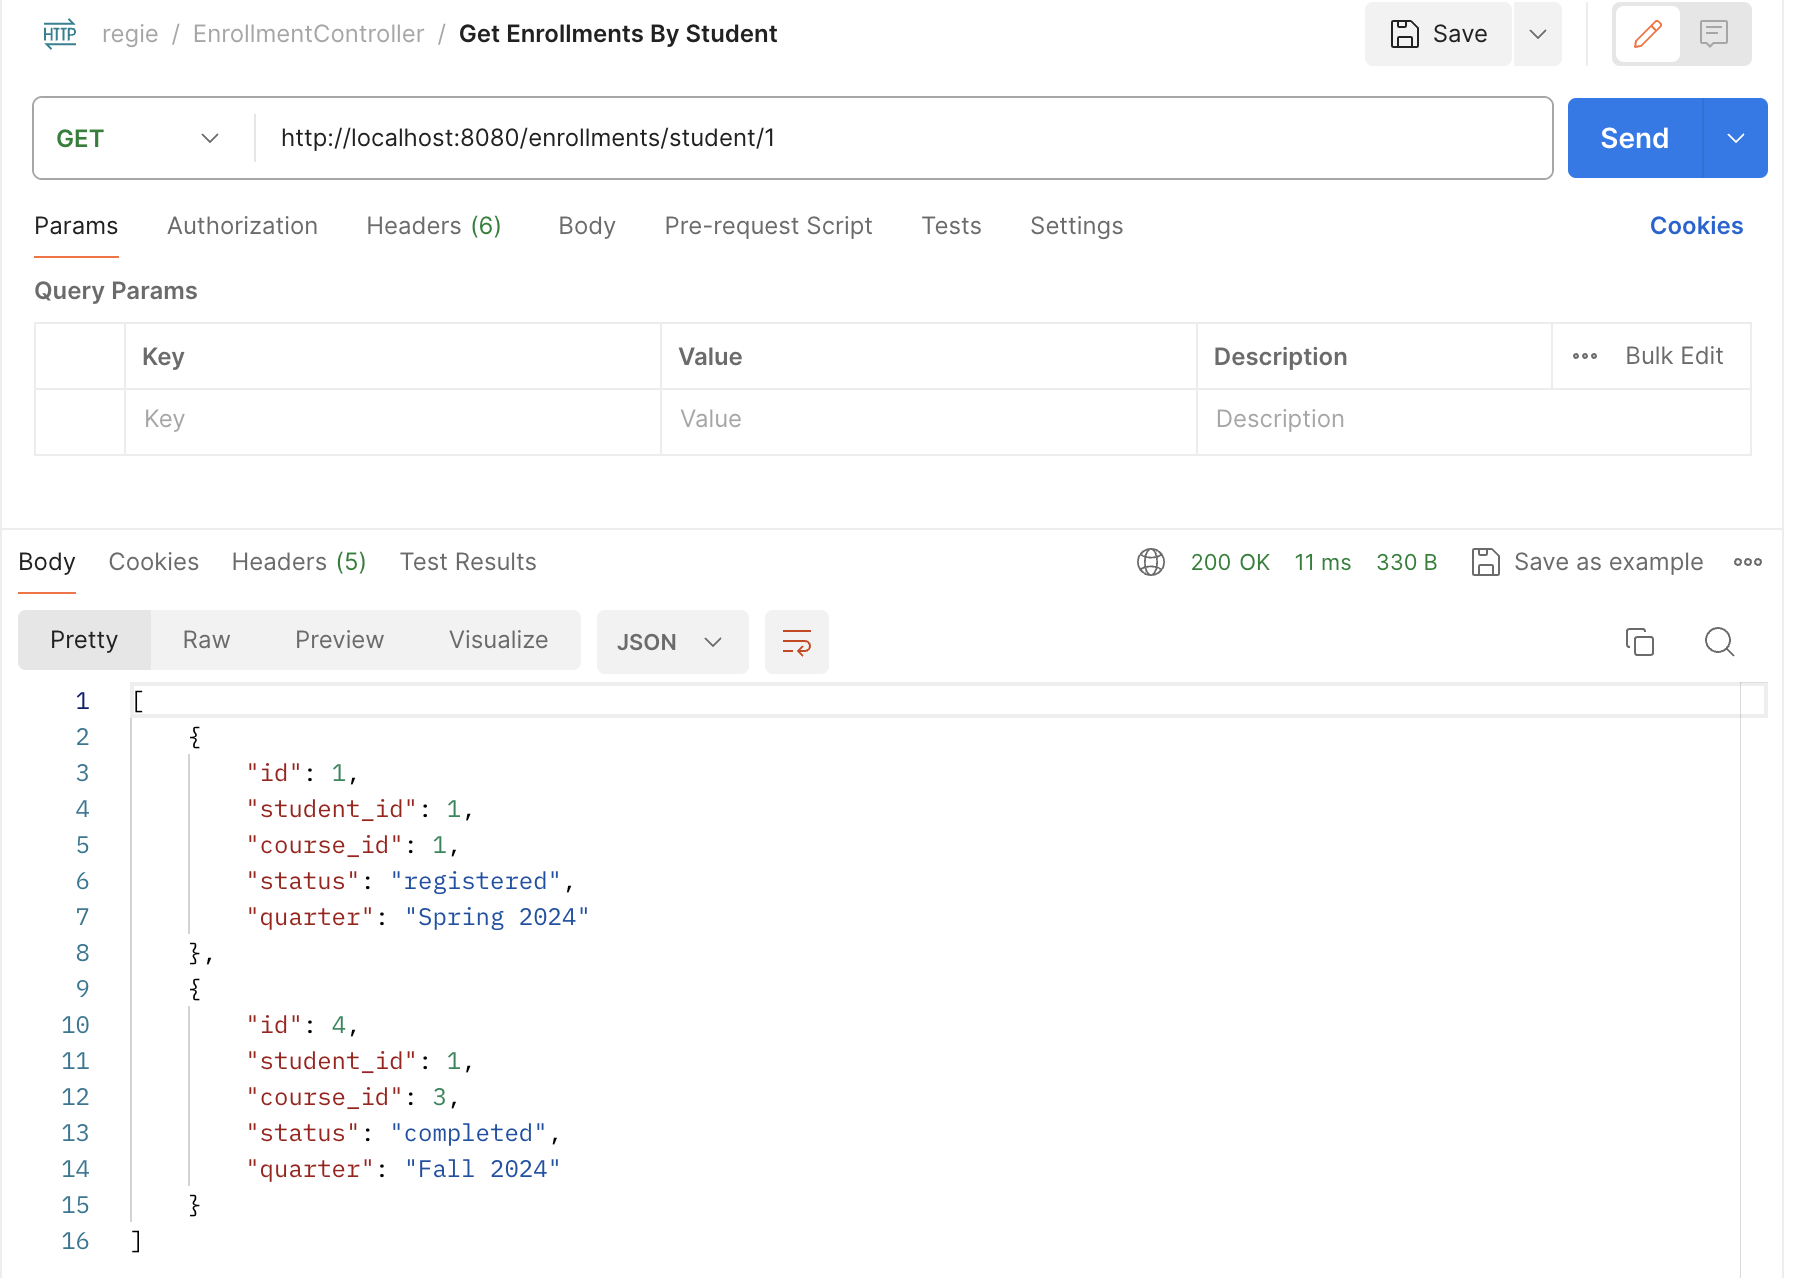 HTTP regie / EnrollmentController / Get Enrollments By Student Save
GET http://localhost:8080/enrollments/student/1 Send
Params Authorization Headers (6) Body Pre-request Script Tests Settings Cookies
Query Params
Key Value Description Bulk Edit
Key Value Description
Body Cookies Headers (5) Test Results 200 OK 11 ms 330 B Save as example
Pretty Raw Preview Visualize JSON
1 [
2 {
3 "id": 1,
4 "student_id": 1,
5 "course_id": 1,
6 "status": "registered",
7 "quarter": "Spring 2024"
8 },
9 {
10 "id": 4,
11 "student_id": 1,
12 "course_id": 3,
13 "status": "completed",
14 "quarter": "Fall 2024"
15 }
16 ]